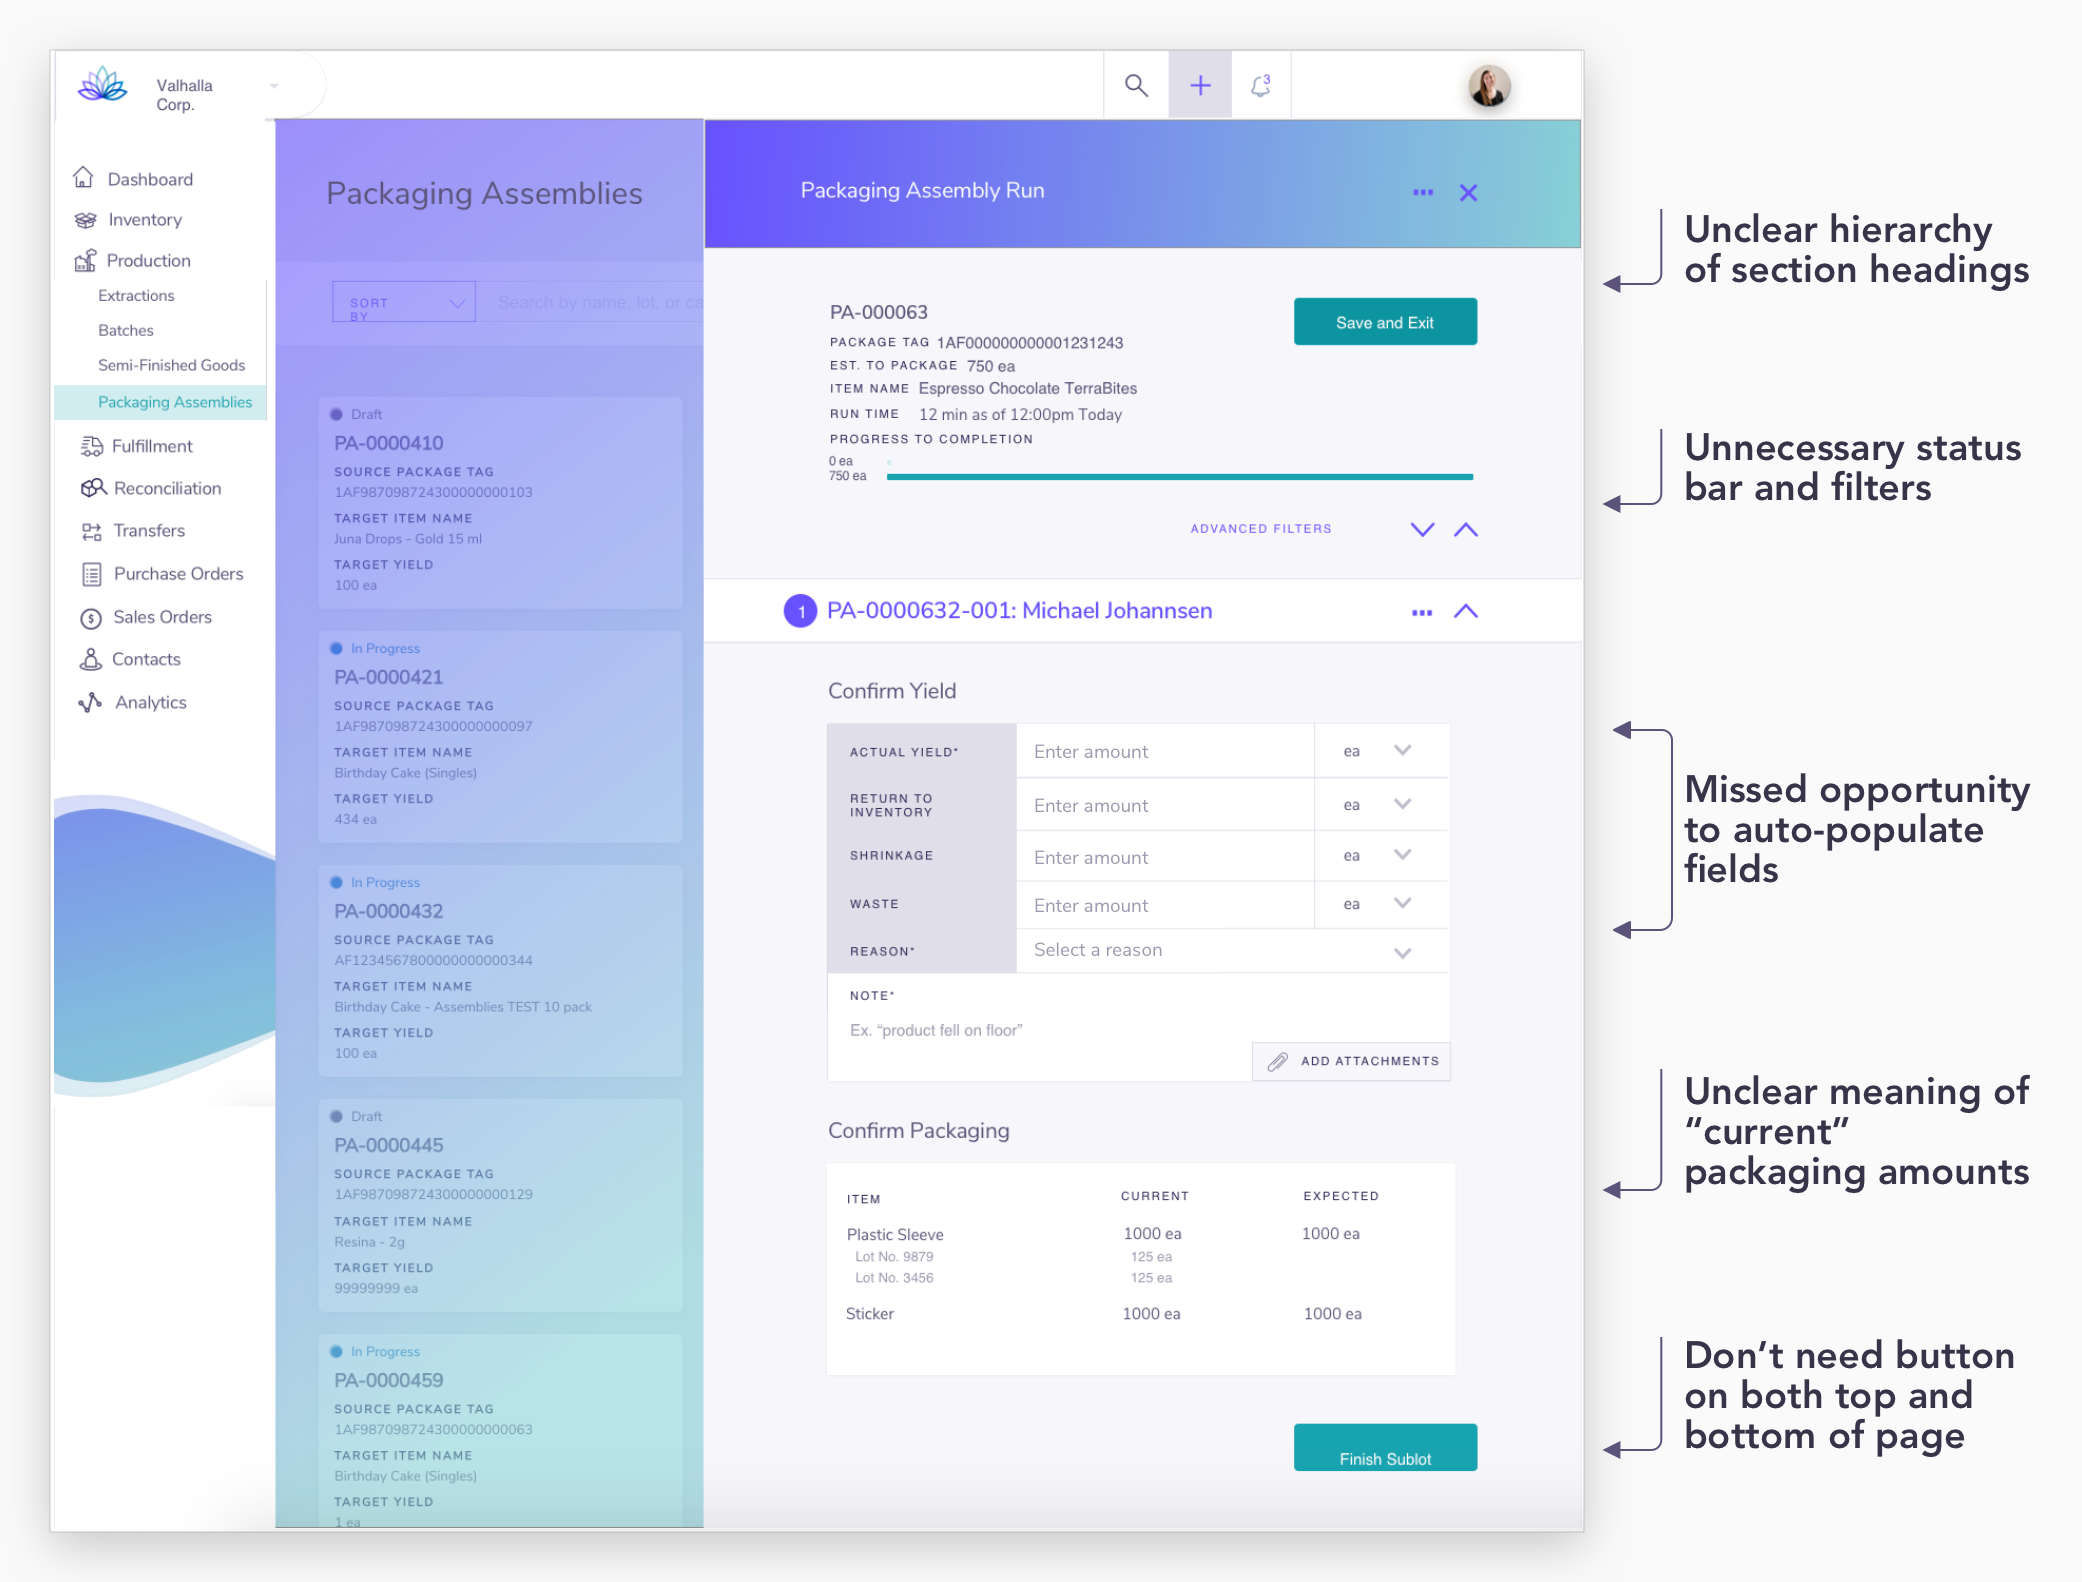 Valhalla
Corp.
3
Dashboard
Inventory
Production
Extractions
Batches
Semi-Finished Goods
Packaging Assemblies
Fulfillment
Reconciliation
Transfers
Purchase Orders
Sales Orders
Contacts
Analytics
Packaging Assemblies
SORT
BY
Search by name, lot, or ca
Draft
PA-0000410
SOURCE PACKAGE TAG
1AF987098724300000000103
TARGET ITEM NAME
Juna Drops - Gold 15 ml
TARGET YIELD
100 ea
In Progress
PA-0000421
SOURCE PACKAGE TAG
1AF987098724300000000097
TARGET ITEM NAME
Birthday Cake (Singles)
TARGET YIELD
434 ea
In Progress
PA-0000432
SOURCE PACKAGE TAG
AF1234567800000000000344
TARGET ITEM NAME
Birthday Cake - Assemblies TEST 10 pack
TARGET YIELD
100 ea
Draft
PA-0000445
SOURCE PACKAGE TAG
1AF987098724300000000129
TARGET ITEM NAME
Resina - 2g
TARGET YIELD
99999999 ea
In Progress
PA-0000459
SOURCE PACKAGE TAG
1AF987098724300000000063
TARGET ITEM NAME
Birthday Cake (Singles)
TARGET YIELD
1 ea
Packaging Assembly Run
PA-000063
Save and Exit
PACKAGE TAG 1AF000000000001231243
EST. TO PACKAGE 750 ea
ITEM NAME Espresso Chocolate TerraBites
RUN TIME 12 min as of 12:00pm Today
PROGRESS TO COMPLETION
0 ea
750 ea
ADVANCED FILTERS
1 PA-0000632-001: Michael Johannsen
Confirm Yield
ACTUAL YIELD* Enter amount ea
RETURN TO
INVENTORY Enter amount ea
SHRINKAGE Enter amount ea
WASTE Enter amount ea
REASON* Select a reason
NOTE*
Ex. “product fell on floor”
ADD ATTACHMENTS
Confirm Packaging
ITEM CURRENT EXPECTED
Plastic Sleeve 1000 ea 1000 ea
Lot No. 9879 125 ea
Lot No. 3456 125 ea
Sticker 1000 ea 1000 ea
Finish Sublot
Unclear hierarchy
of section headings
Unnecessary status
bar and filters
Missed opportunity
to auto-populate
fields
Unclear meaning of
“current”
packaging amounts
Don’t need button
on both top and
bottom of page